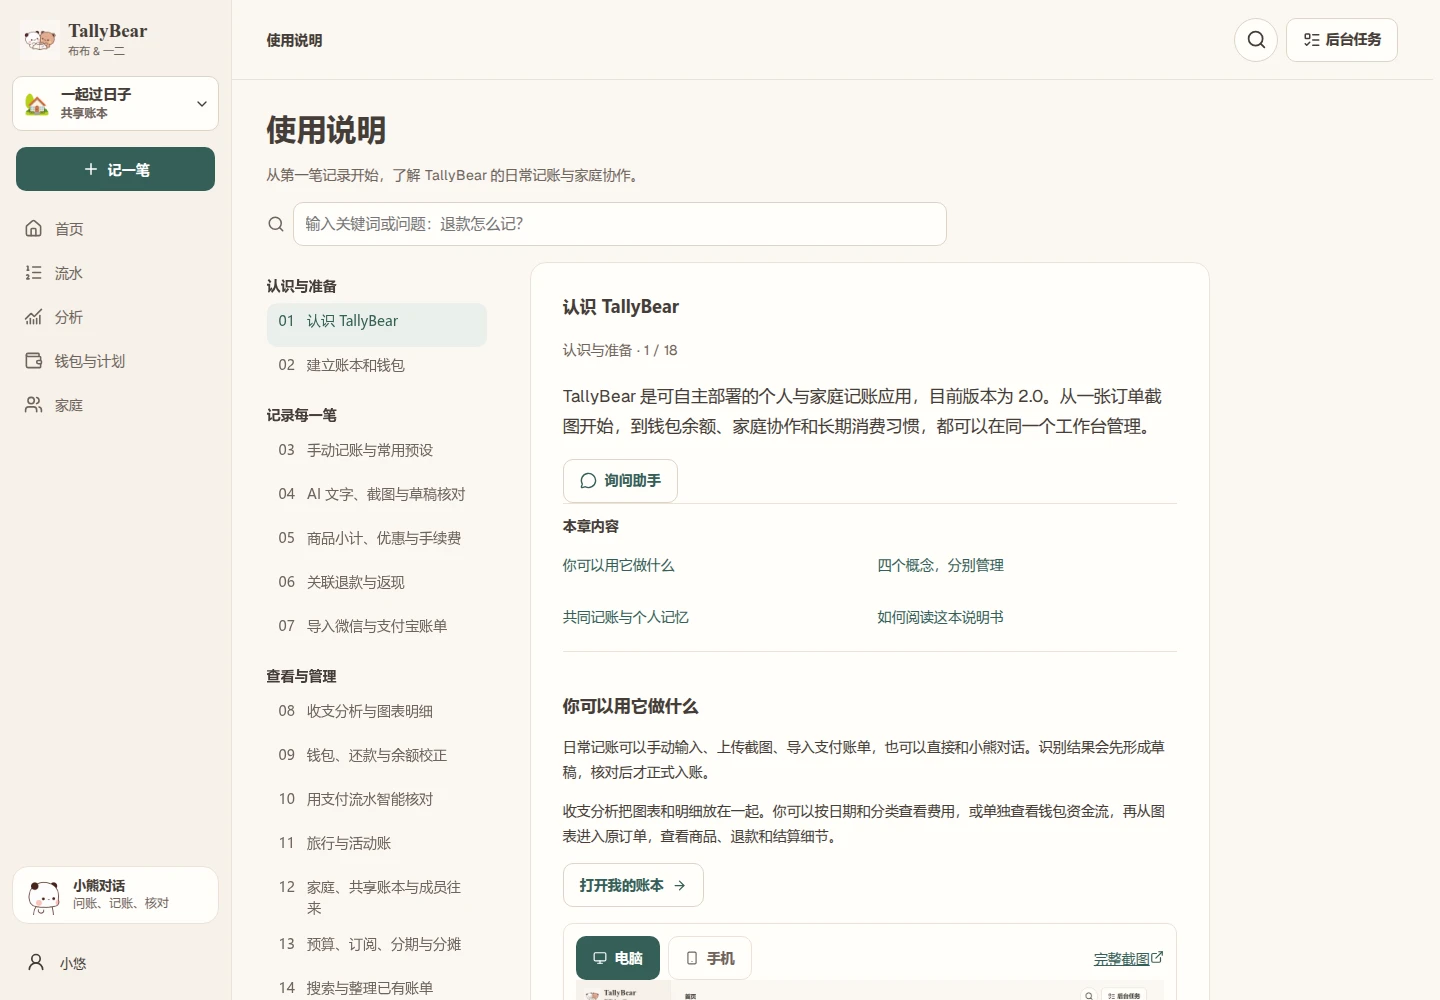 TallyBear
布布 & 一二
一起过日子
共享账本
记一笔
首页
流水
分析
钱包与计划
家庭
小熊对话
问账、记账、核对
小悠
使用说明
后台任务
使用说明
从第一笔记录开始，了解 TallyBear 的日常记账与家庭协作。
输入关键词或问题：退款怎么记？
认识与准备
01 认识 TallyBear
02 建立账本和钱包
记录每一笔
03 手动记账与常用预设
04 AI 文字、截图与草稿核对
05 商品小计、优惠与手续费
06 关联退款与返现
07 导入微信与支付宝账单
查看与管理
08 收支分析与图表明细
09 钱包、还款与余额校正
10 用支付流水智能核对
11 旅行与活动账
12 家庭、共享账本与成员往
来
13 预算、订阅、分期与分摊
14 搜索与整理已有账单
认识 TallyBear
认识与准备 · 1 / 18
TallyBear 是可自主部署的个人与家庭记账应用，目前版本为 2.0。从一张订单截
图开始，到钱包余额、家庭协作和长期消费习惯，都可以在同一个工作台管理。
询问助手
本章内容
你可以用它做什么
四个概念，分别管理
共同记账与个人记忆
如何阅读这本说明书
你可以用它做什么
日常记账可以手动输入、上传截图、导入支付账单，也可以直接和小熊对话。识别结果会先形成草
稿，核对后才正式入账。
收支分析把图表和明细放在一起。你可以按日期和分类查看费用，或单独查看钱包资金流，再从图
表进入原订单，查看商品、退款和结算细节。
打开我的账本
电脑
手机
完整截图
TallyBear
首页
后台任务